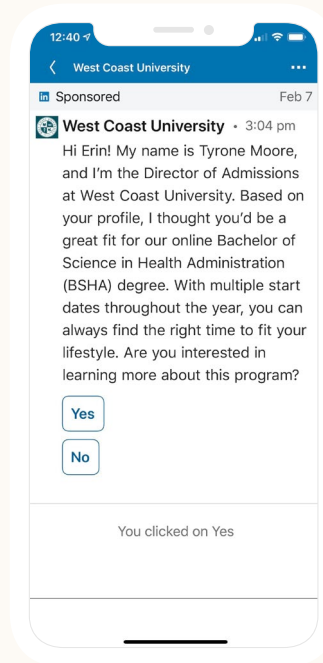 12:40
West Coast University
in Sponsored Feb 7
West Coast University • 3:04 pm
Hi Erin! My name is Tyrone Moore,
and I'm the Director of Admissions
at West Coast University. Based on
your profile, I thought you'd be a
great fit for our online Bachelor of
Science in Health Administration
(BSHA) degree. With multiple start
dates throughout the year, you can
always find the right time to fit your
lifestyle. Are you interested in
learning more about this program?
Yes
No
You clicked on Yes